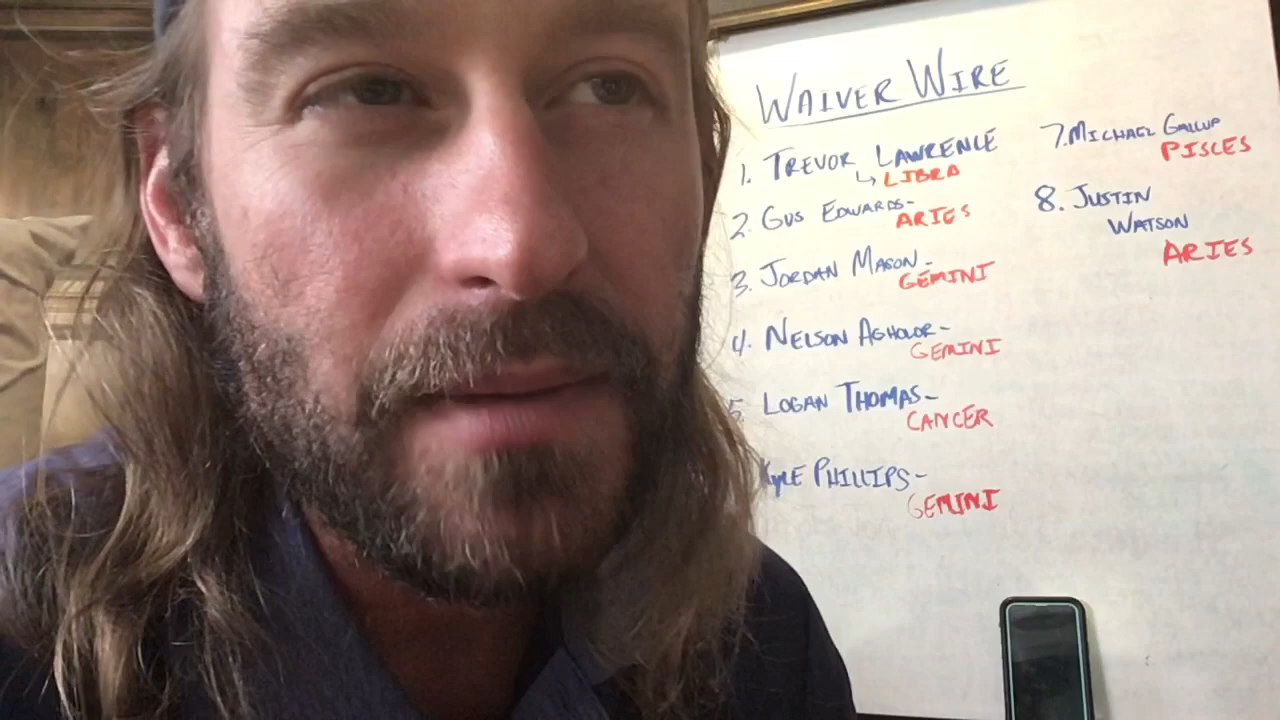 WAIVER WIRE
1. TREVOR LAWRENCE
↳ LIBRA
2. GUS EDWARDS-
ARIES
3. JORDAN MASON-
GEMINI
4. NELSON AGHOLOR-
GEMINI
5. LOGAN THOMAS-
CANCER
KYLE PHILLIPS-
GEMINI
7. MICHAEL GALLUP
PISCES
8. JUSTIN
WATSON
ARIES